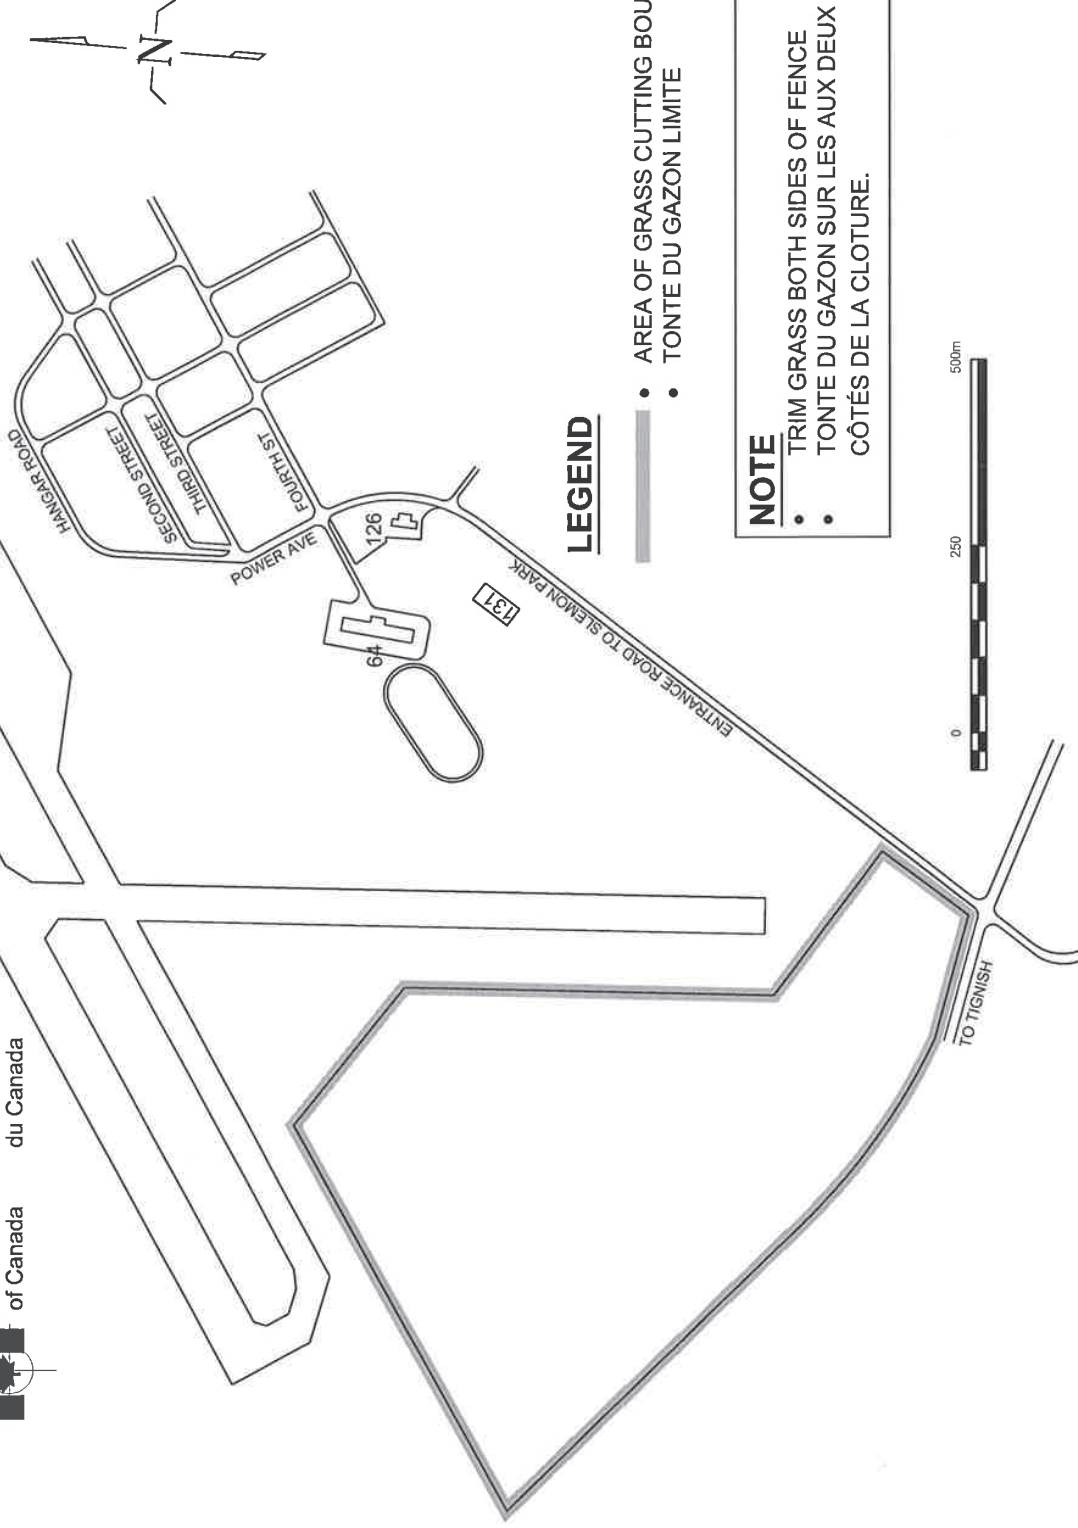 of Canada
du Canada
N
HANGAR ROAD
SECOND STREET
THIRD STREET
FOURTH ST
POWER AVE
126
64
131
ENTRANCE ROAD TO SLEMON PARK
TO TIGNISH
LEGEND
• AREA OF GRASS CUTTING BOU
• TONTE DU GAZON LIMITE
NOTE
• TRIM GRASS BOTH SIDES OF FENCE
• TONTE DU GAZON SUR LES AUX DEUX
CÔTÉS DE LA CLOTURE.
0
250
500m